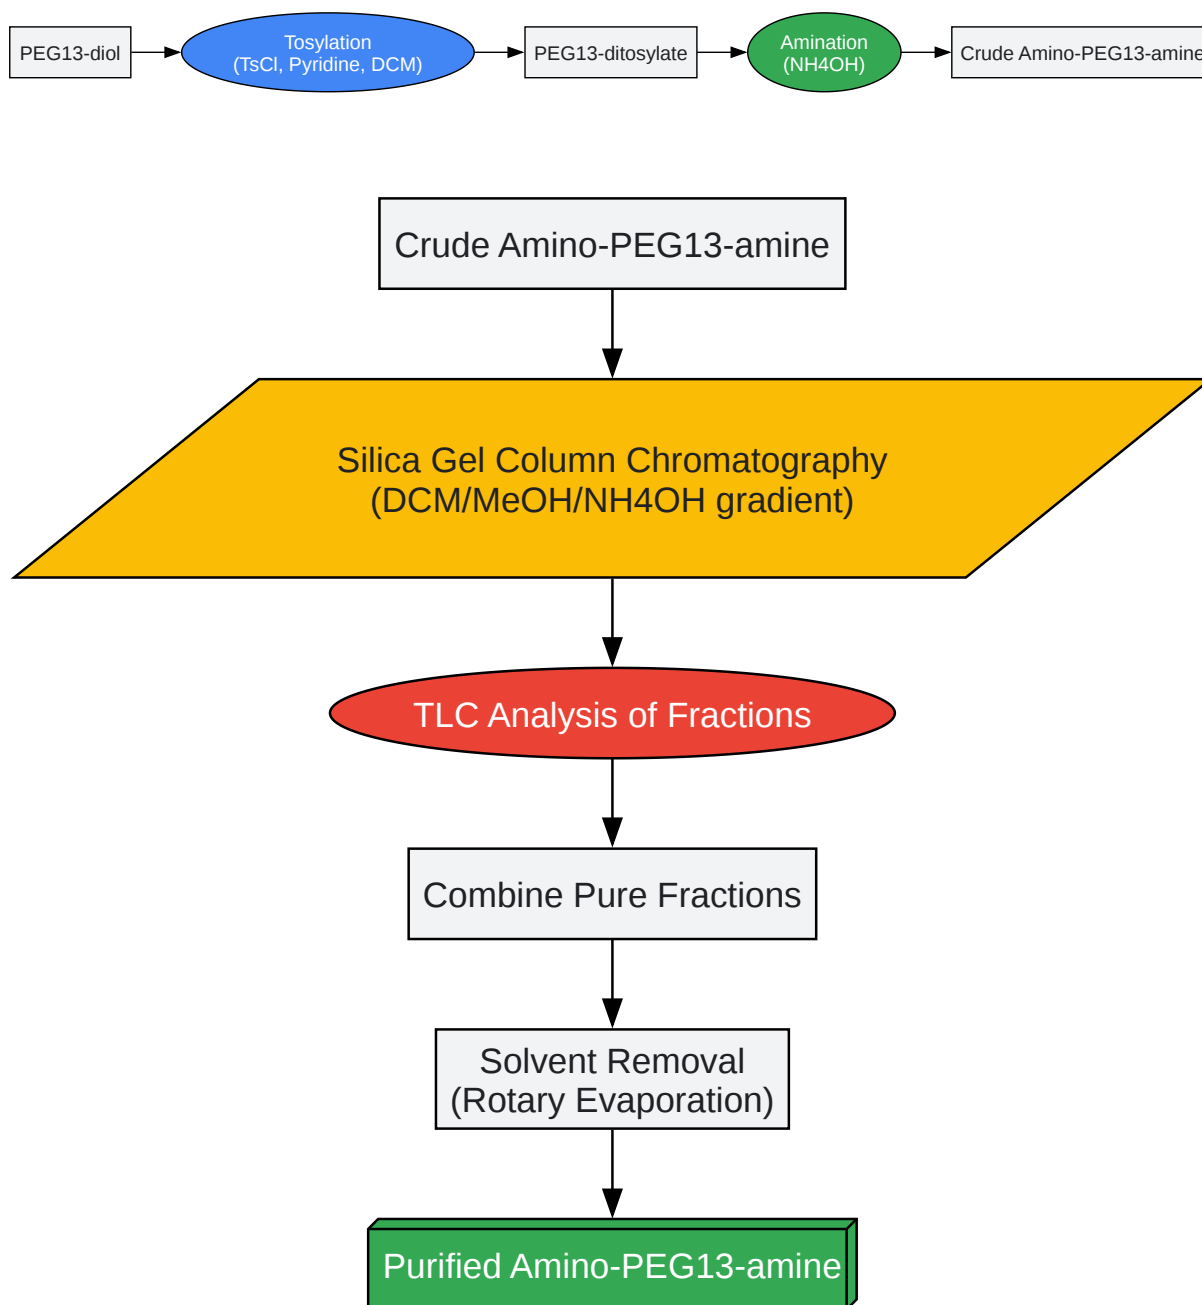 PEG13-diol
Tosylation
(TsCl, Pyridine, DCM)
PEG13-ditosylate
Amination
(NH4OH)
Crude Amino-PEG13-amine
Crude Amino-PEG13-amine
Silica Gel Column Chromatography
(DCM/MeOH/NH4OH gradient)
TLC Analysis of Fractions
Combine Pure Fractions
Solvent Removal
(Rotary Evaporation)
Purified Amino-PEG13-amine